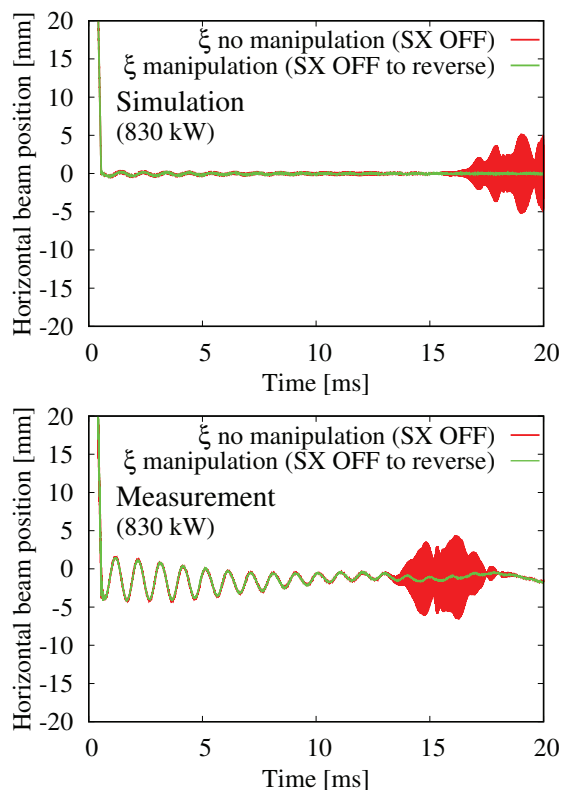 20
15
10
5
0
-5
-10
-15
-20
Horizontal beam position [mm]
ξ no manipulation (SX OFF)
ξ manipulation (SX OFF to reverse)
Simulation
(830 kW)
0 5 10 15 20
Time [ms]
20
15
10
5
0
-5
-10
-15
-20
Horizontal beam position [mm]
ξ no manipulation (SX OFF)
ξ manipulation (SX OFF to reverse)
Measurement
(830 kW)
0 5 10 15 20
Time [ms]